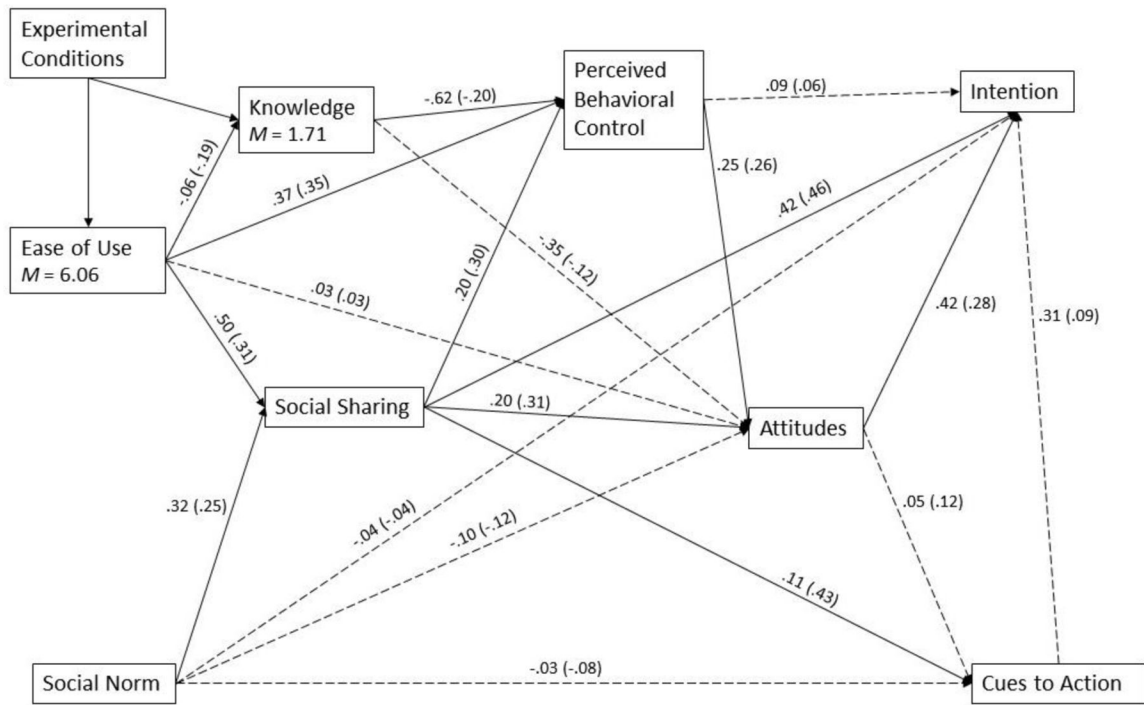 Experimental
Conditions
Knowledge
M = 1.71
Perceived
Behavioral
Control
Intention
-.62 (-.20)
.09 (.06)
-.06 (-.19)
.37 (.35)
.25 (.26)
.42 (.46)
Ease of Use
M = 6.06
-.35 (-.12)
.20 (.30)
.03 (.03)
.50 (.31)
.42 (.28)
.31 (.09)
Social Sharing
.20 (.31)
Attitudes
.32 (.25)
-.04 (-.04)
-.10 (-.12)
.05 (.12)
.11 (.43)
Social Norm
-.03 (-.08)
Cues to Action